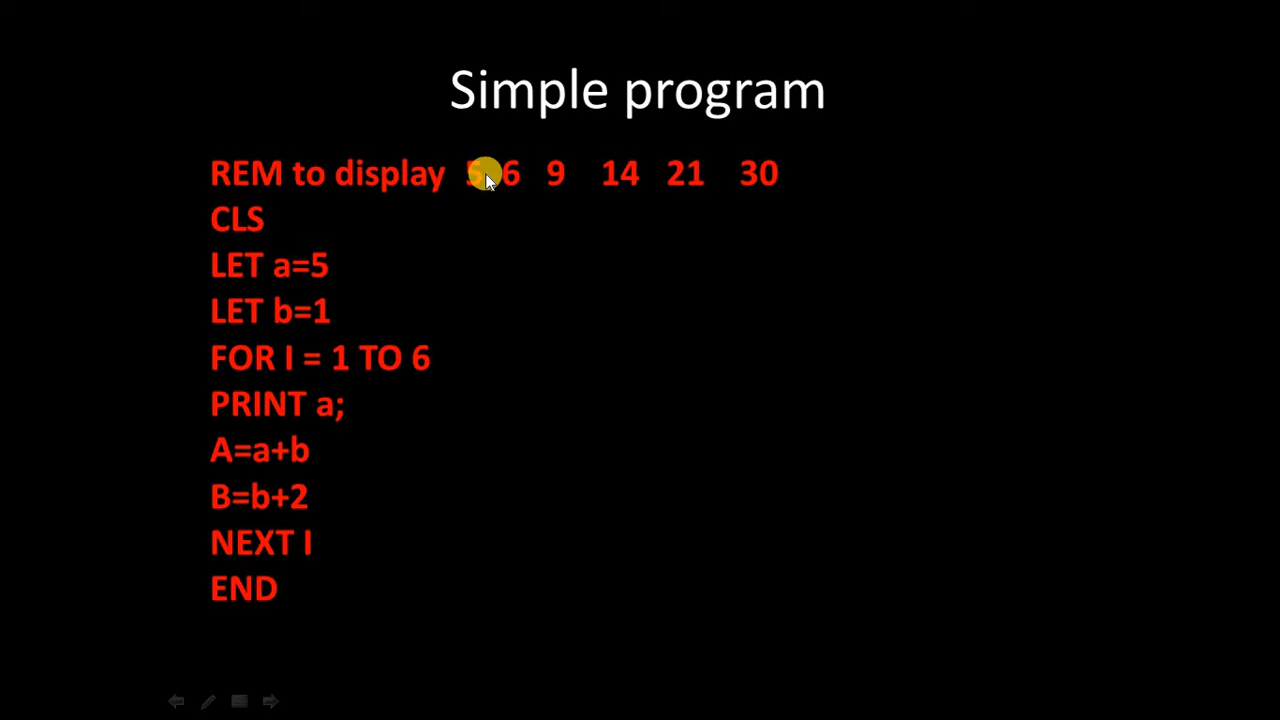 Simple program
REM to display 5 6 9 14 21 30
CLS
LET a=5
LET b=1
FOR I = 1 TO 6
PRINT a;
A=a+b
B=b+2
NEXT I
END